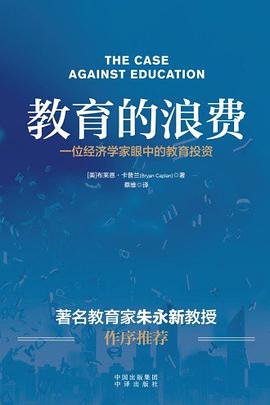 THE CASE
AGAINST EDUCATION
教育的浪费
一位经济学家眼中的教育投资
[美]布莱恩·卡普兰(Bryan Caplan)著
蔡维 译
著名教育家朱永新教授
作序推荐
中国出版集团
中译出版社